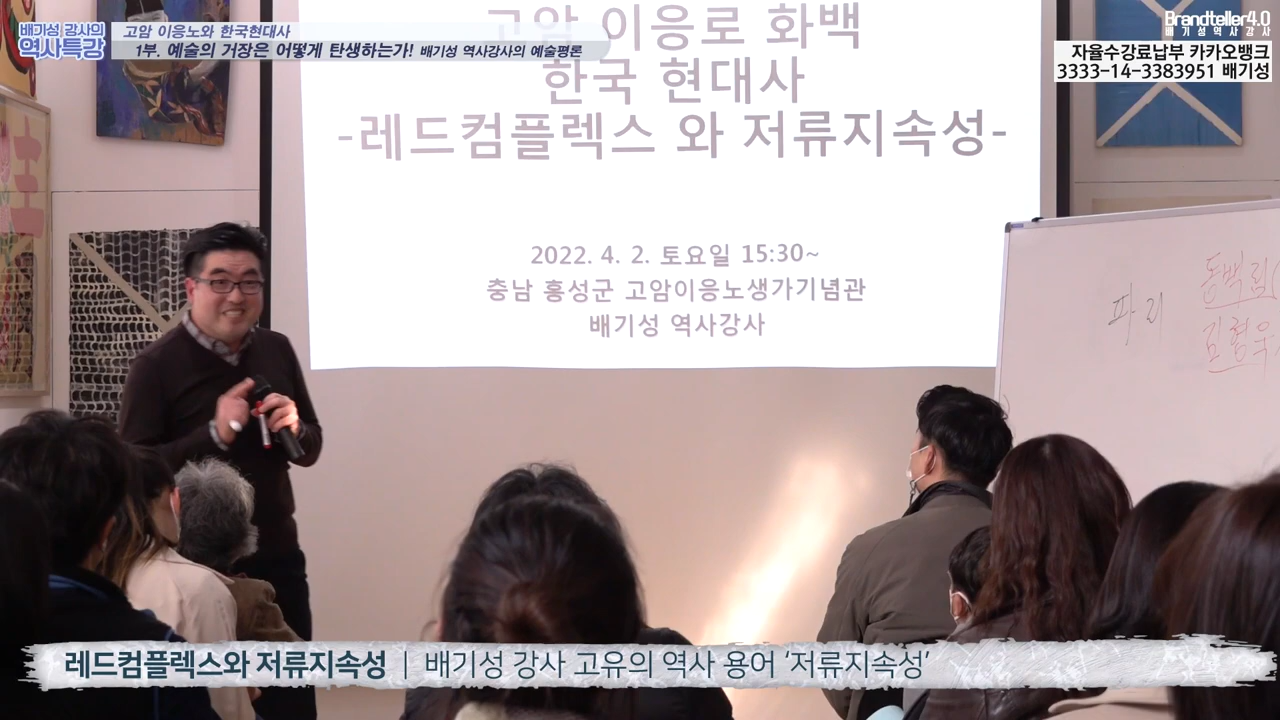 배기성 강사의
역사특강
고암 이응노와 한국현대사
1부. 예술의 거장은 어떻게 탄생하는가! 배기성 역사강사의 예술평론
Brandteller4.0
배기성역사강사
자율수강료납부 카카오뱅크
3333-14-3383951 배기성
고암 이응로 화백
한국 현대사
-레드컴플렉스 와 저류지속성-
2022. 4. 2. 토요일 15:30~
충남 홍성군 고암이응노생가기념관
배기성 역사강사
파리
동백림
김형욱
레드컴플렉스와 저류지속성 | 배기성 강사 고유의 역사 용어 ‘저류지속성’